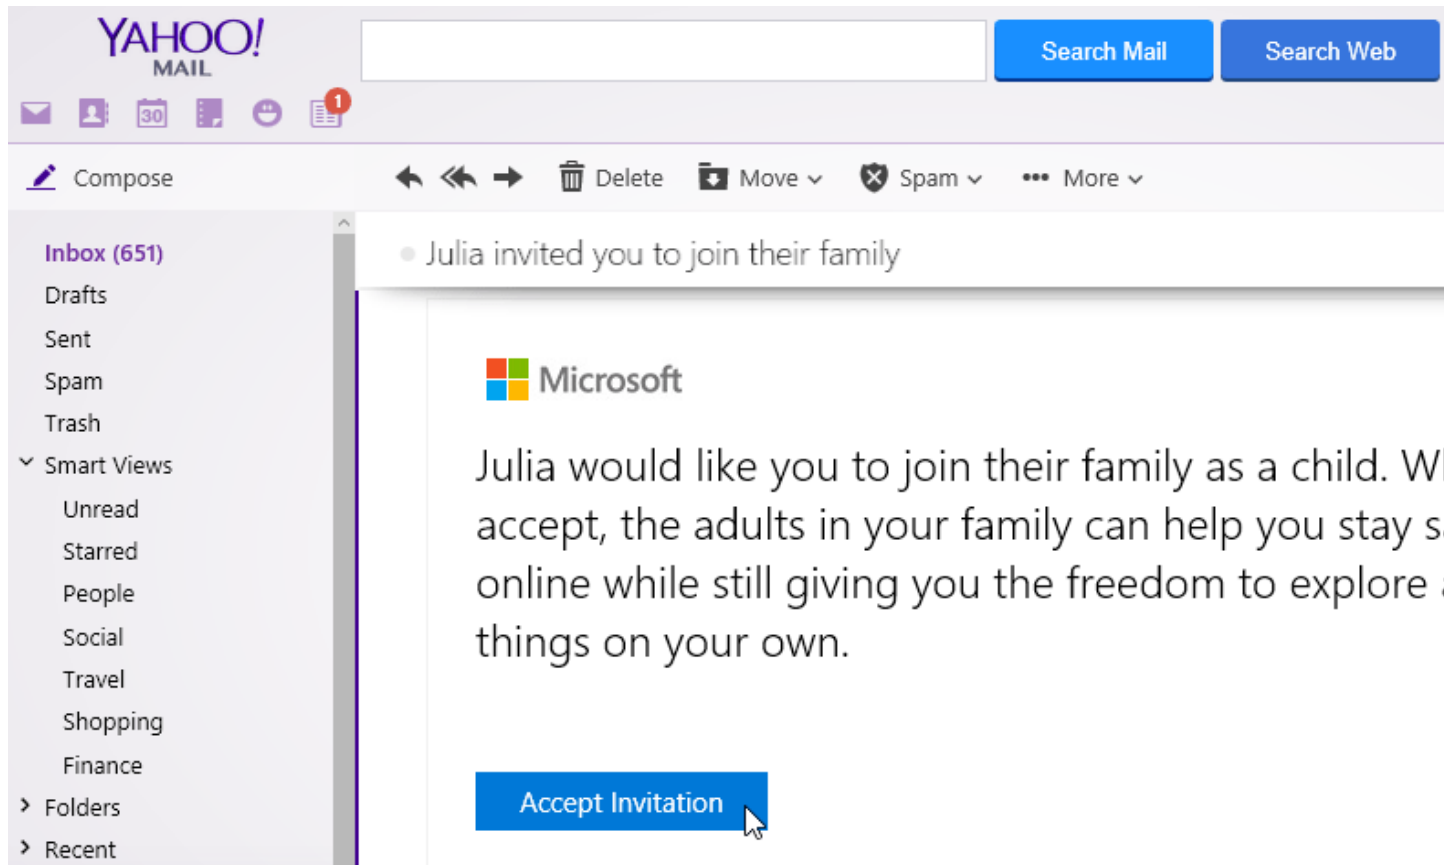 YAHOO!
MAIL
Search Mail
Search Web
30
1
Compose
Delete
Move
Spam
More
Inbox (651)
Drafts
Sent
Spam
Trash
Smart Views
Unread
Starred
People
Social
Travel
Shopping
Finance
Folders
Recent
Julia invited you to join their family
Microsoft
Julia would like you to join their family as a child.
accept, the adults in your family can help you stay
online while still giving you the freedom to explore
things on your own.
Accept Invitation